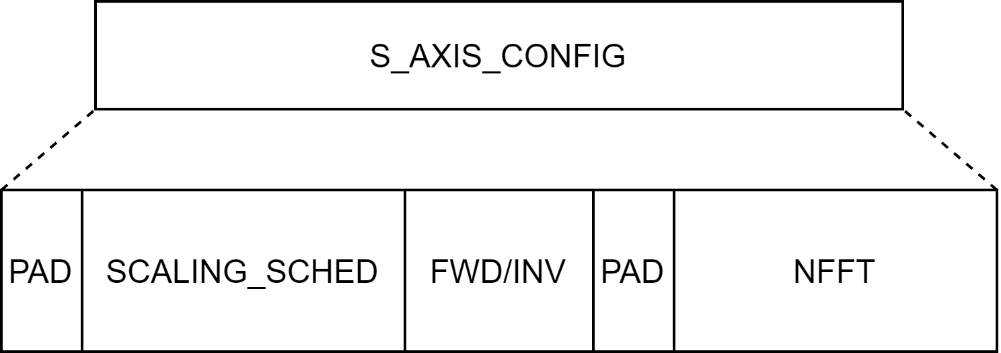 S_AXIS_CONFIG
PAD
SCALING_SCHED
FWD/INV
PAD
NFFT